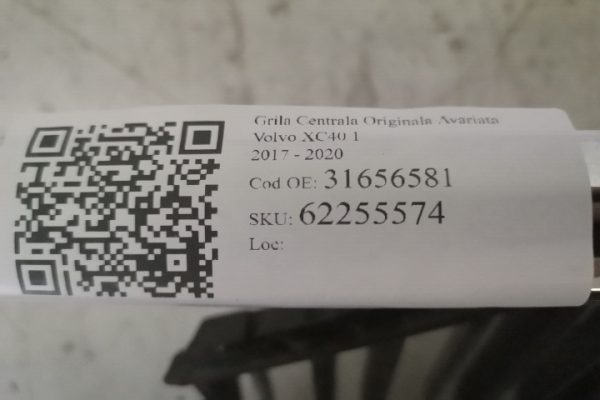 Grila Centrala Originala Avariata
Volvo XC40 1
2017 - 2020
Cod OE: 31656581
SKU: 62255574
Loc: